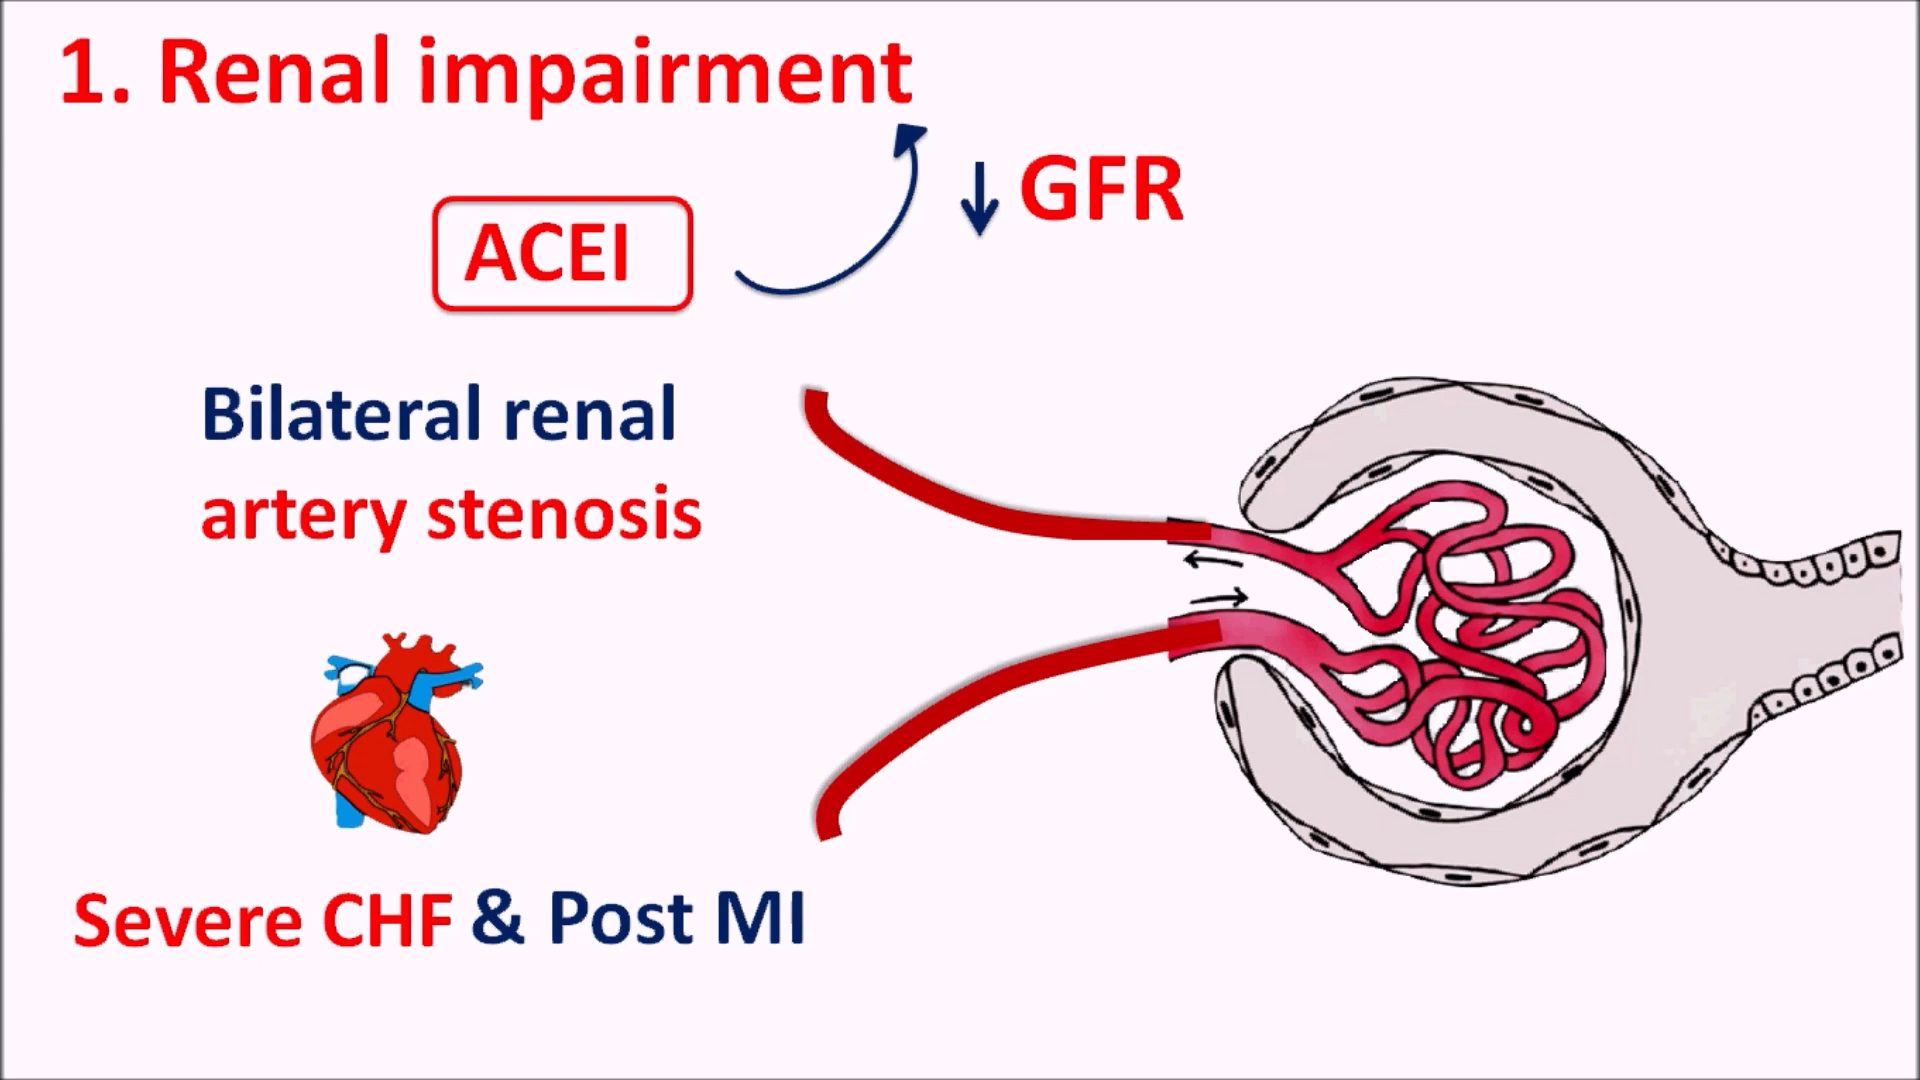 1. Renal impairment
↓ GFR
ACEI
Bilateral renal
artery stenosis
Severe CHF & Post MI